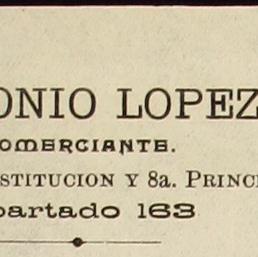 ONIO LOPEZ
OMERCIANTE.
STITUCION Y 8a. PRINC
partado 163